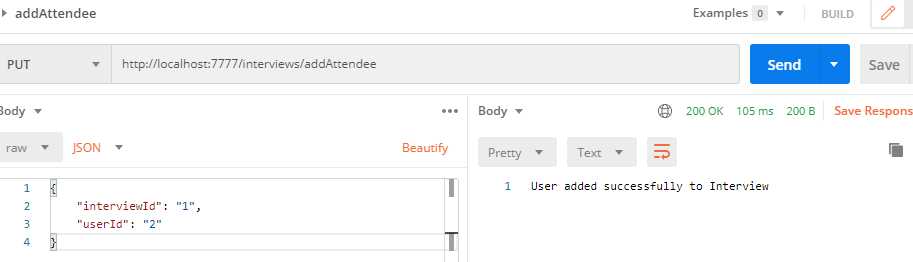 addAttendee
Examples 0
BUILD
PUT
http://localhost:7777/interviews/addAttendee
Send
Save
Body
Body
200 OK 105 ms 200 B
Save Respons
raw
JSON
Beautify
Pretty
Text
1 {
2 "interviewId": "1",
3 "userId": "2"
4 }
1 User added successfully to Interview